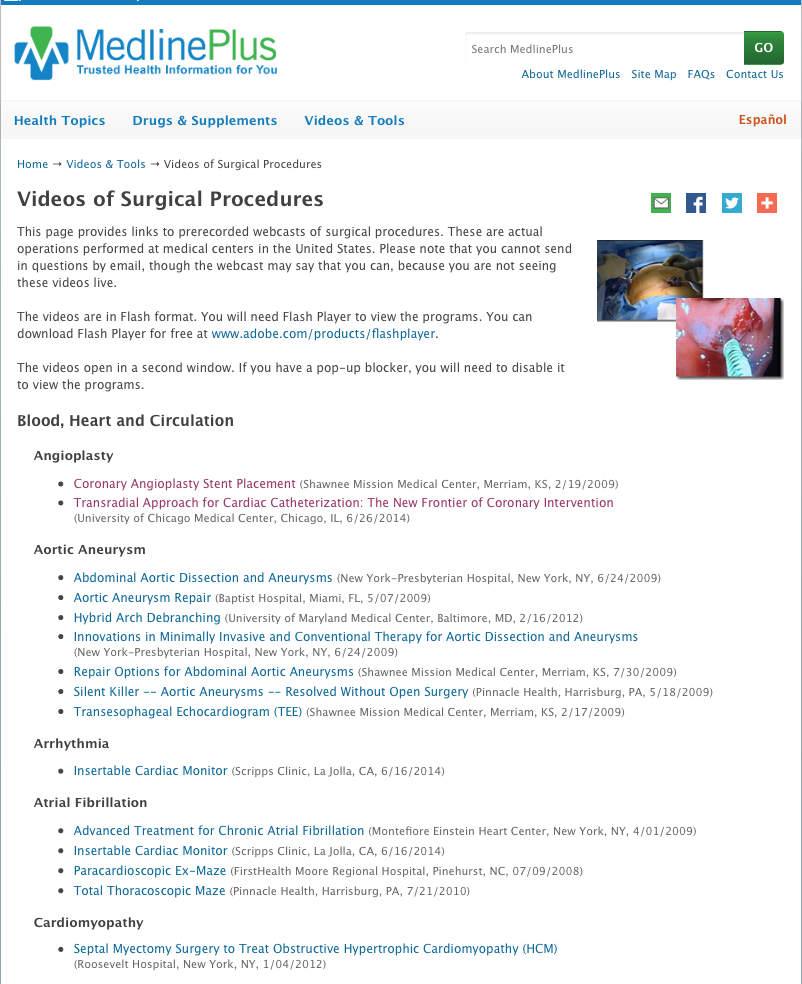 MedlinePlus
Trusted Health Information for You
Search MedlinePlus
GO
About MedlinePlus Site Map FAQs Contact Us
Health Topics Drugs & Supplements Videos & Tools Español
Home → Videos & Tools → Videos of Surgical Procedures
Videos of Surgical Procedures
This page provides links to prerecorded webcasts of surgical procedures. These are actual
operations performed at medical centers in the United States. Please note that you cannot send
in questions by email, though the webcast may say that you can, because you are not seeing
these videos live.
The videos are in Flash format. You will need Flash Player to view the programs. You can
download Flash Player for free at www.adobe.com/products/flashplayer.
The videos open in a second window. If you have a pop-up blocker, you will need to disable it
to view the programs.
Blood, Heart and Circulation
Angioplasty
• Coronary Angioplasty Stent Placement (Shawnee Mission Medical Center, Merriam, KS, 2/19/2009)
• Transradial Approach for Cardiac Catheterization: The New Frontier of Coronary Intervention
(University of Chicago Medical Center, Chicago, IL, 6/26/2014)
Aortic Aneurysm
• Abdominal Aortic Dissection and Aneurysms (New York-Presbyterian Hospital, New York, NY, 6/24/2009)
• Aortic Aneurysm Repair (Baptist Hospital, Miami, FL, 5/07/2009)
• Hybrid Arch Debranching (University of Maryland Medical Center, Baltimore, MD, 2/16/2012)
• Innovations in Minimally Invasive and Conventional Therapy for Aortic Dissection and Aneurysms
(New York-Presbyterian Hospital, New York, NY, 6/24/2009)
• Repair Options for Abdominal Aortic Aneurysms (Shawnee Mission Medical Center, Merriam, KS, 7/30/2009)
• Silent Killer -- Aortic Aneurysms -- Resolved Without Open Surgery (Pinnacle Health, Harrisburg, PA, 5/18/2009)
• Transesophageal Echocardiogram (TEE) (Shawnee Mission Medical Center, Merriam, KS, 2/17/2009)
Arrhythmia
• Insertable Cardiac Monitor (Scripps Clinic, La Jolla, CA, 6/16/2014)
Atrial Fibrillation
• Advanced Treatment for Chronic Atrial Fibrillation (Montefiore Einstein Heart Center, New York, NY, 4/01/2009)
• Insertable Cardiac Monitor (Scripps Clinic, La Jolla, CA, 6/16/2014)
• Paracardioscopic Ex-Maze (FirstHealth Moore Regional Hospital, Pinehurst, NC, 07/09/2008)
• Total Thoracoscopic Maze (Pinnacle Health, Harrisburg, PA, 7/21/2010)
Cardiomyopathy
• Septal Myectomy Surgery to Treat Obstructive Hypertrophic Cardiomyopathy (HCM)
(Roosevelt Hospital, New York, NY, 1/04/2012)